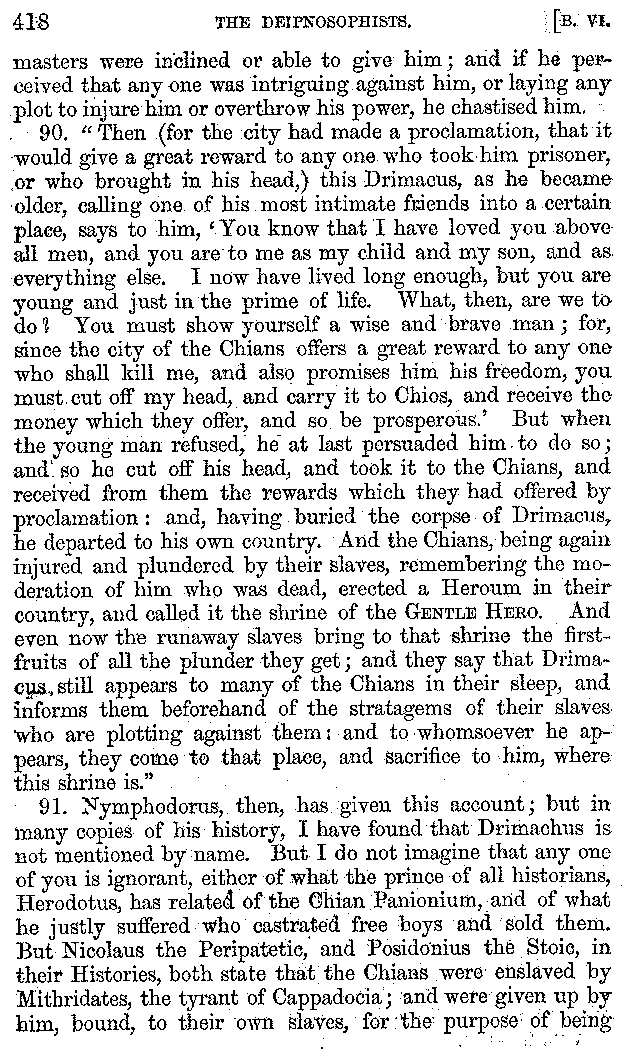 418 THE DEIPNOSOPHISTS. [B. VI.
masters were inclined or able to give him; and if he per-
ceived that any one was intriguing against him, or laying any
plot to injure him or overthrow his power, he chastised him.
90. “Then (for the city had made a proclamation, that it
would give a great reward to any one who took him prisoner,
or who brought in his head,) this Drimacus, as he became
older, calling one of his most intimate friends into a certain
place, says to him, ‘You know that I have loved you above
all men, and you are to me as my child and my son, and as
everything else. I now have lived long enough, but you are
young and just in the prime of life. What, then, are we to
do? You must show yourself a wise and brave man; for,
since the city of the Chians offers a great reward to any one
who shall kill me, and also promises him his freedom, you
must cut off my head, and carry it to Chios, and receive the
money which they offer, and so be prosperous.’ But when
the young man refused, he at last persuaded him to do so;
and so he cut off his head, and took it to the Chians, and
received from them the rewards which they had offered by
proclamation: and, having buried the corpse of Drimacus,
he departed to his own country. And the Chians, being again
injured and plundered by their slaves, remembering the mo-
deration of him who was dead, erected a Heroum in their
country, and called it the shrine of the GENTLE HERO. And
even now the runaway slaves bring to that shrine the first-
fruits of all the plunder they get; and they say that Drima-
cus still appears to many of the Chians in their sleep, and
informs them beforehand of the stratagems of their slaves
who are plotting against them: and to whomsoever he ap-
pears, they come to that place, and sacrifice to him, where
this shrine is.”
91. Nymphodorus, then, has given this account; but in
many copies of his history, I have found that Drimachus is
not mentioned by name. But I do not imagine that any one
of you is ignorant, either of what the prince of all historians,
Herodotus, has related of the Chian Panionium, and of what
he justly suffered who castrated free boys and sold them.
But Nicolaus the Peripatetic, and Posidonius the Stoic, in
their Histories, both state that the Chians were enslaved by
Mithridates, the tyrant of Cappadocia; and were given up by
him, bound, to their own slaves, for the purpose of being